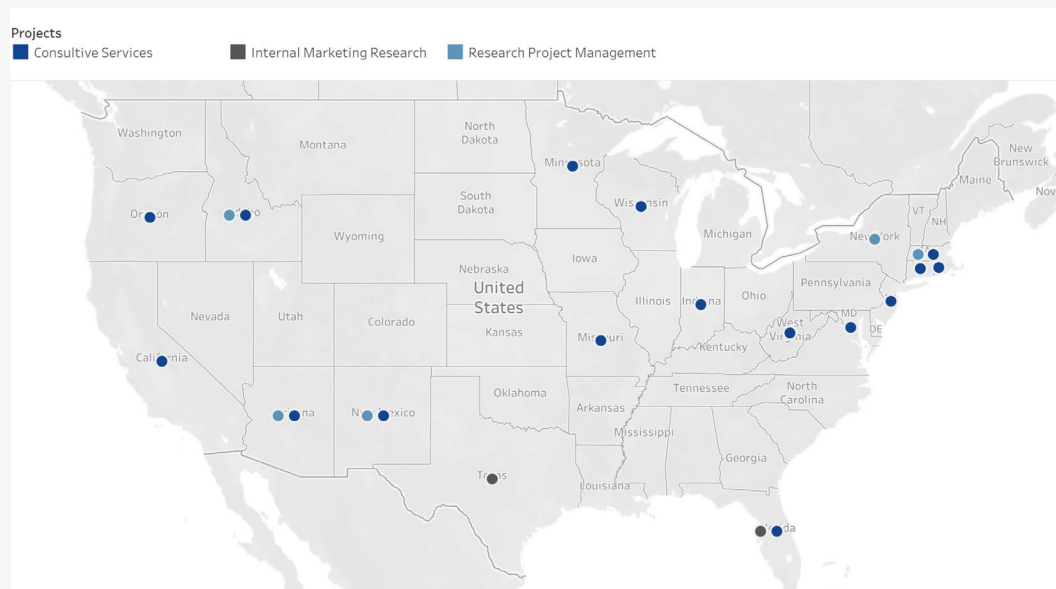 Projects
Consultive Services
Internal Marketing Research
Research Project Management
Washington
Montana
North
Dakota
New
Brunswick
Maine
South
Dakota
Michigan
VT
NH
Wyoming
Iowa
Nebraska
United
States
Pennsylvania
Nevada
Utah
Colorado
Illinois
Ohio
MD
DE
Kansas
West
Kentucky
Oklahoma
Tennessee
North
Carolina
Arkansas
Mississippi
Georgia
Louisiana